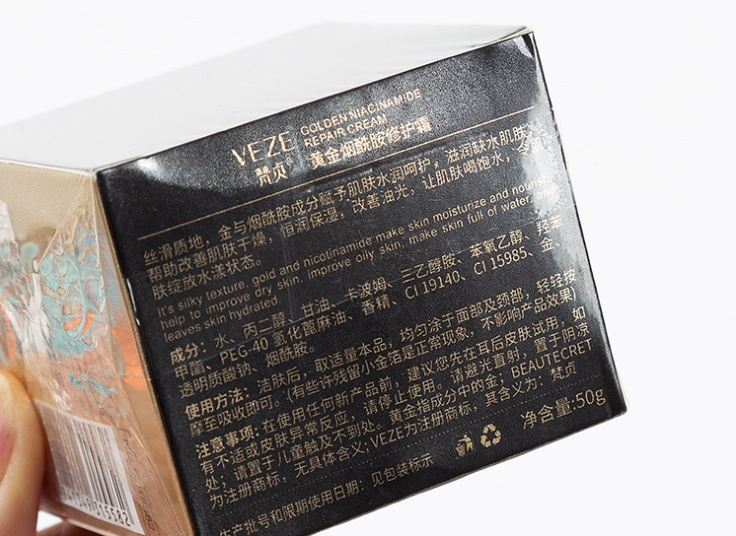 VEZE
梵贞
GOLDEN NIACINAMIDE
REPAIR CREAM
黄金烟酰胺修护霜
丝滑质地，金与烟酰胺成分赋予肌肤水润呵护，滋润缺水肌肤，
帮助改善肌肤干燥，恒润保湿，改善油光，让肌肤喝饱水，令肌
肤绽放水漾状态。
It's silky texture, gold and nicotinamide make skin moisturize and nourish,
help to improve dry skin, improve oily skin, make skin full of water, and
leaves skin hydrated.
成分：水、丙二醇、甘油、卡波姆、三乙醇胺、苯氧乙醇、羟苯
甲酯、PEG-40 氢化蓖麻油、香精、CI 19140、CI 15985、金、
透明质酸钠、烟酰胺。
使用方法：洁肤后，取适量本品，均匀涂于面部及颈部，轻轻按
摩至吸收即可。(有些许残留小金箔是正常现象，不影响产品效果)
注意事项：在使用任何新产品前，建议您先在耳后皮肤试用，如
有不适或皮肤异常反应，请停止使用。请避光直射，置于阴凉
处；请置于儿童触及不到处。黄金指成分中的金；BEAUTECRET
为注册商标，无具体含义；VEZE为注册商标，其含义为：梵贞
生产批号和限期使用日期：见包装标示
净含量:50g